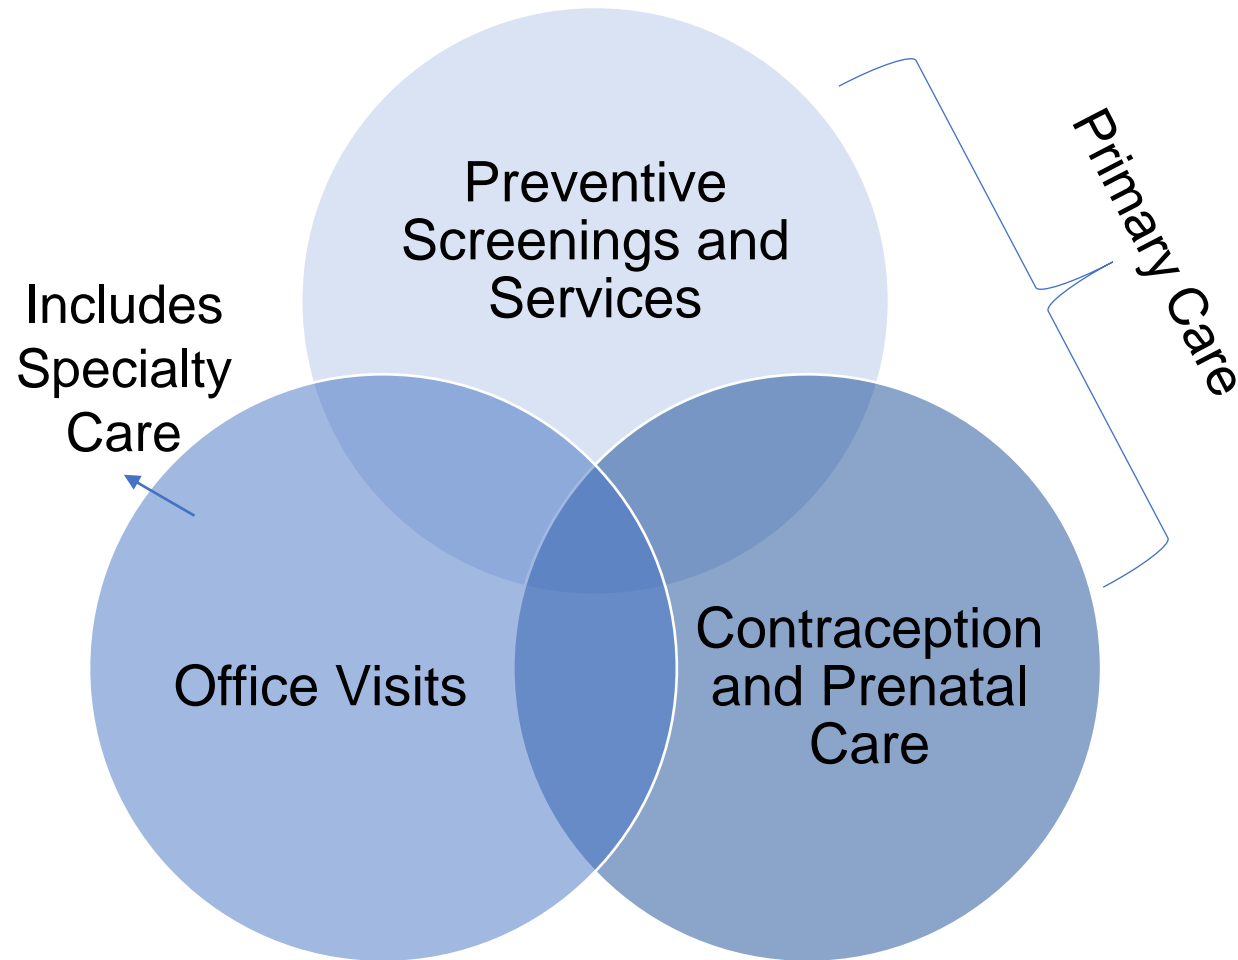 Preventive
Screenings and
Services
Primary Care
Includes
Specialty
Care
Office Visits
Contraception
and Prenatal
Care